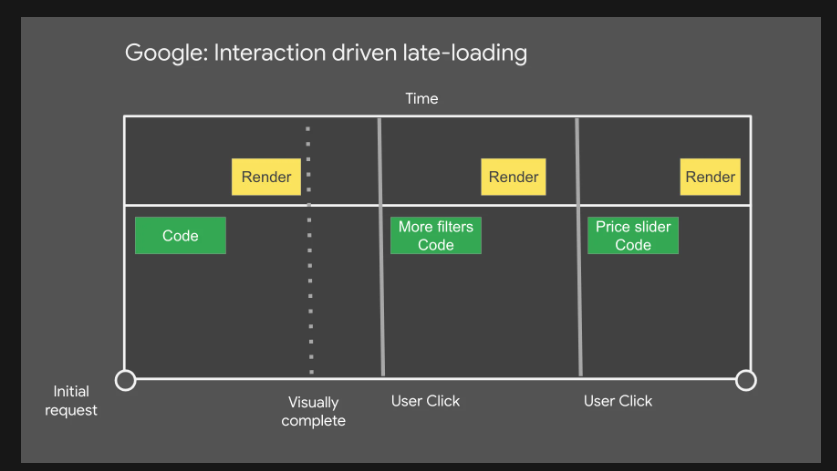 Google: Interaction driven late-loading
Time
Render
Render
Render
Code
More filters
Code
Price slider
Code
Initial
request
Visually
complete
User Click
User Click